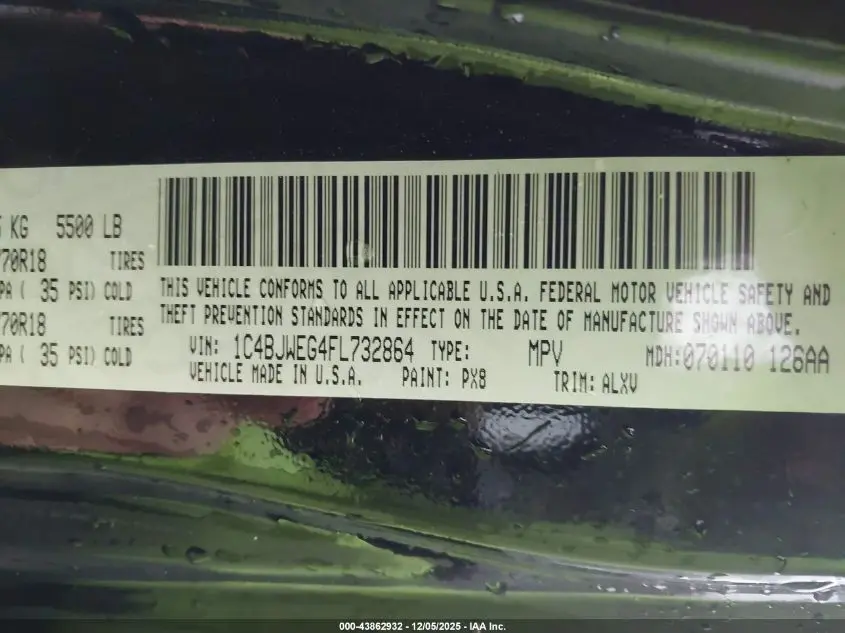 KG 5500 LB
70R18 TIRES
PA ( 35 PSI) COLD
70R18 TIRES
PA ( 35 PSI) COLD
THIS VEHICLE CONFORMS TO ALL APPLICABLE U.S.A. FEDERAL MOTOR VEHICLE SAFETY AND
THEFT PREVENTION STANDARDS IN EFFECT ON THE DATE OF MANUFACTURE SHOWN ABOVE.
VIN: 1C4BJWEG4FL732864 TYPE: MPV MDH:070110 126AA
VEHICLE MADE IN U.S.A. PAINT: PX8 TRIM: ALXV
000-43862932 - 12/05/2025 - IAA Inc.